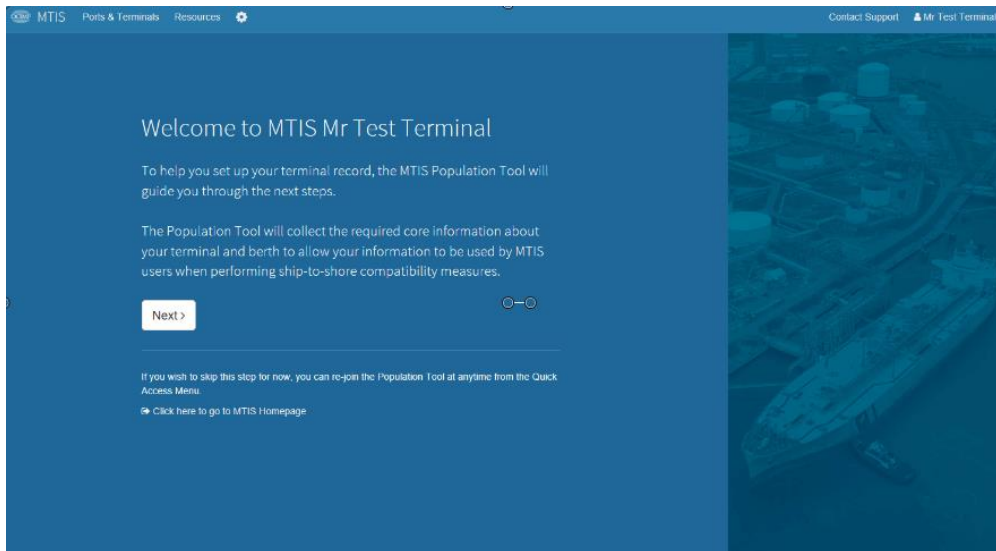 MTIS Ports & Terminals Resources Contact Support Mr Test Terminal
Welcome to MTIS Mr Test Terminal
To help you set up your terminal record, the MTIS Population Tool will
guide you through the next steps.
The Population Tool will collect the required core information about
your terminal and berth to allow your information to be used by MTIS
users when performing ship-to-shore compatibility measures.
Next >
If you wish to skip this step for now, you can re-join the Population Tool at anytime from the Quick
Access Menu.
Click here to go to MTIS Homepage